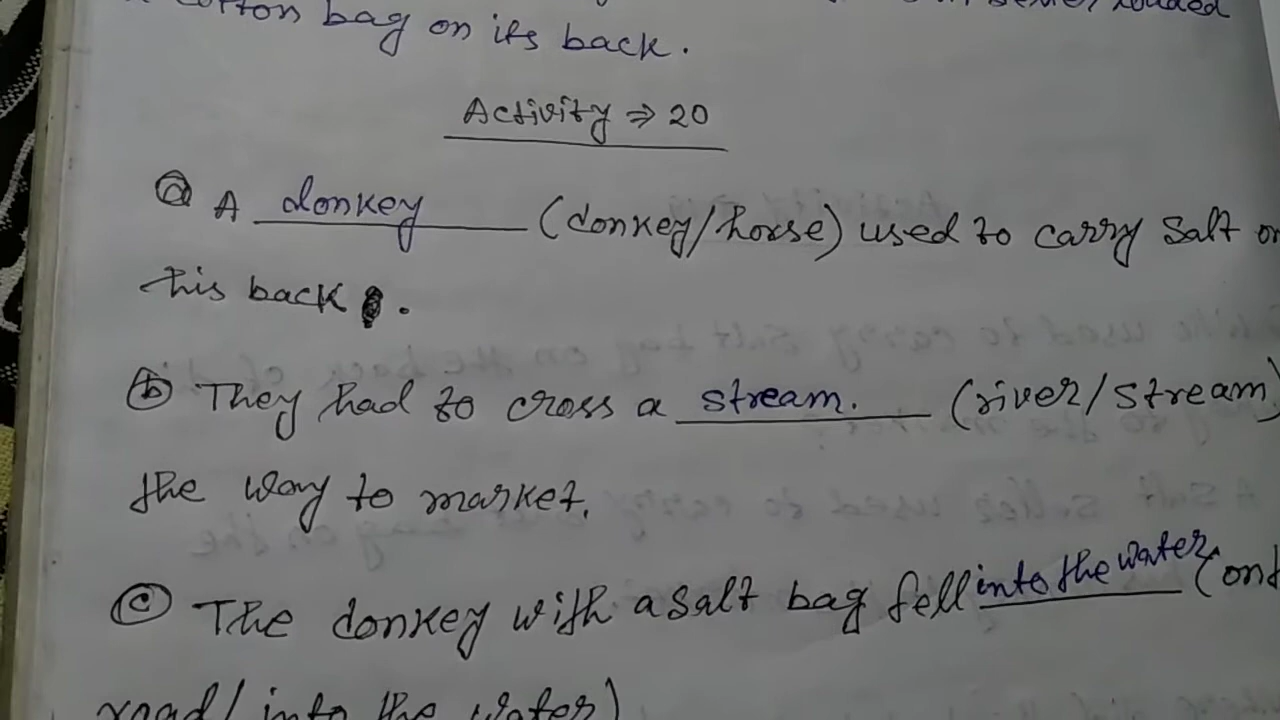 cotton bag on its back.
Activity ⇒ 20
ⓐ A donkey (donkey/horse) used to carry salt on
his back.
ⓑ They had to cross a stream. (river/stream)
the way to market.
ⓒ The donkey with a salt bag fell into the water (ont
road/ into the water)